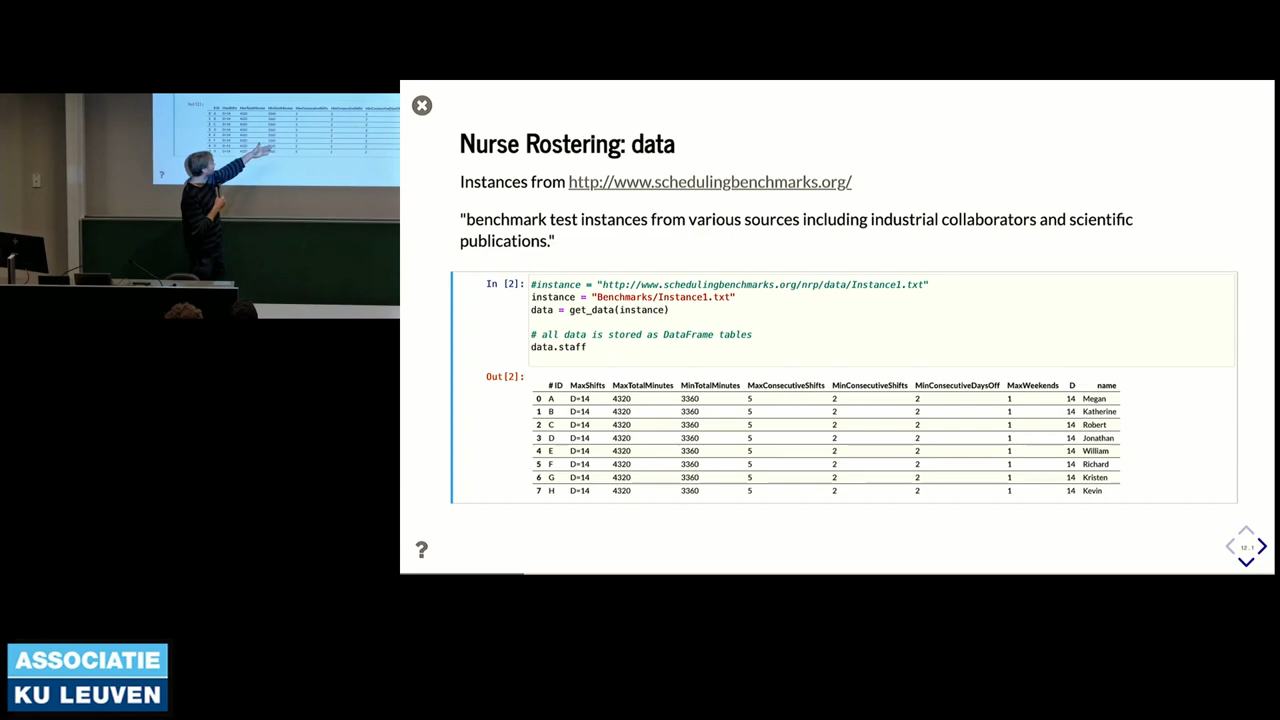 Nurse Rostering: data
Instances from http://www.schedulingbenchmarks.org/
"benchmark test instances from various sources including industrial collaborators and scientific
publications."
In [2]: #instance = "http://www.schedulingbenchmarks.org/nrp/data/Instance1.txt"
instance = "Benchmarks/Instance1.txt"
data = get_data(instance)
# all data is stored as DataFrame tables
data.staff
Out[2]:
# ID MaxShifts MaxTotalMinutes MinTotalMinutes MaxConsecutiveShifts MinConsecutiveShifts MinConsecutiveDaysOff MaxWeekends D name
0 A D=14 4320 3360 5 2 2 1 14 Megan
1 B D=14 4320 3360 5 2 2 1 14 Katherine
2 C D=14 4320 3360 5 2 2 1 14 Robert
3 D D=14 4320 3360 5 2 2 1 14 Jonathan
4 E D=14 4320 3360 5 2 2 1 14 William
5 F D=14 4320 3360 5 2 2 1 14 Richard
6 G D=14 4320 3360 5 2 2 1 14 Kristen
7 H D=14 4320 3360 5 2 2 1 14 Kevin
?
12.1
ASSOCIATIE
KU LEUVEN